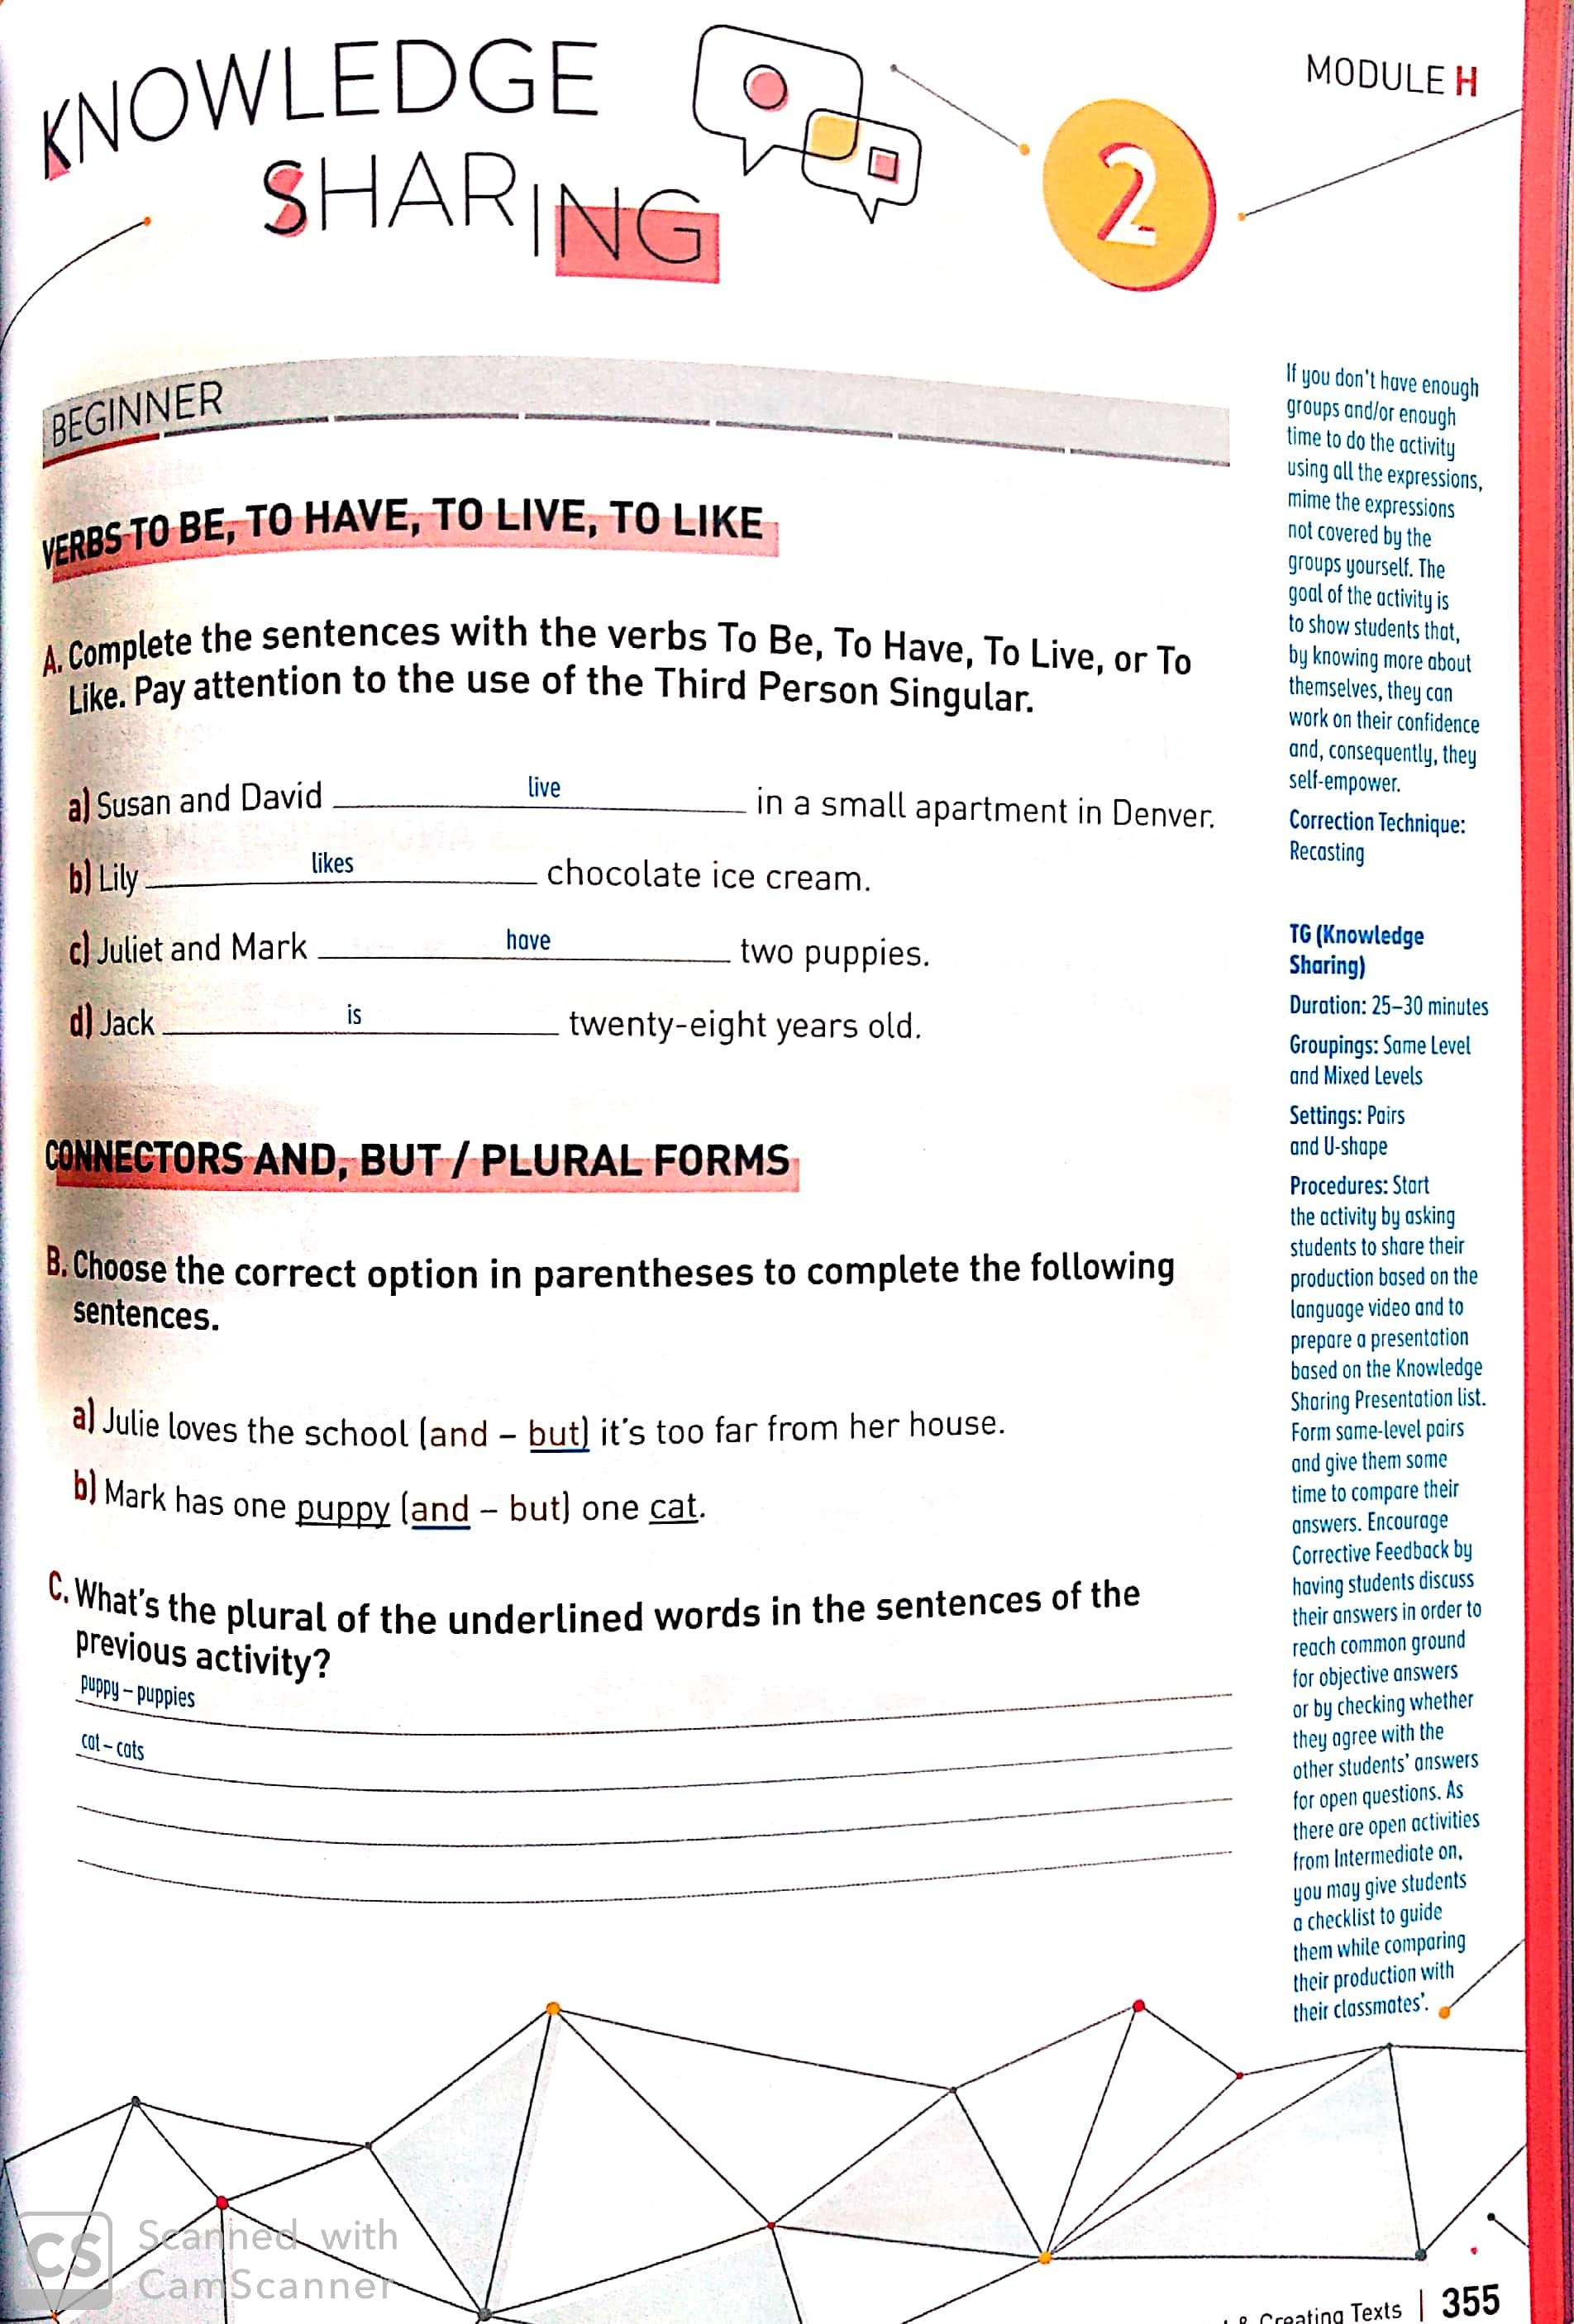 KNOWLEDGE
SHARING
2
MODULE H
BEGINNER
VERBS TO BE, TO HAVE, TO LIVE, TO LIKE
A. Complete the sentences with the verbs To Be, To Have, To Live, or To
Like. Pay attention to the use of the Third Person Singular.
a) Susan and David live in a small apartment in Denver.
b) Lily likes chocolate ice cream.
c) Juliet and Mark have two puppies.
d) Jack is twenty-eight years old.
CONNECTORS AND, BUT / PLURAL FORMS
B. Choose the correct option in parentheses to complete the following
sentences.
a) Julie loves the school (and – but) it's too far from her house.
b) Mark has one puppy (and – but) one cat.
C. What's the plural of the underlined words in the sentences of the
previous activity?
puppy – puppies
cat – cats
If you don't have enough
groups and/or enough
time to do the activity
using all the expressions,
mime the expressions
not covered by the
groups yourself. The
goal of the activity is
to show students that,
by knowing more about
themselves, they can
work on their confidence
and, consequently, they
self-empower.
Correction Technique:
Recasting
TG (Knowledge
Sharing)
Duration: 25–30 minutes
Groupings: Same Level
and Mixed Levels
Settings: Pairs
and U-shape
Procedures: Start
the activity by asking
students to share their
production based on the
language video and to
prepare a presentation
based on the Knowledge
Sharing Presentation list.
Form same-level pairs
and give them some
time to compare their
answers. Encourage
Corrective Feedback by
having students discuss
their answers in order to
reach common ground
for objective answers
or by checking whether
they agree with the
other students' answers
for open questions. As
there are open activities
from Intermediate on,
you may give students
a checklist to guide
them while comparing
their production with
their classmates'.
CS Scanned with
CamScanner
& Creating Texts | 355